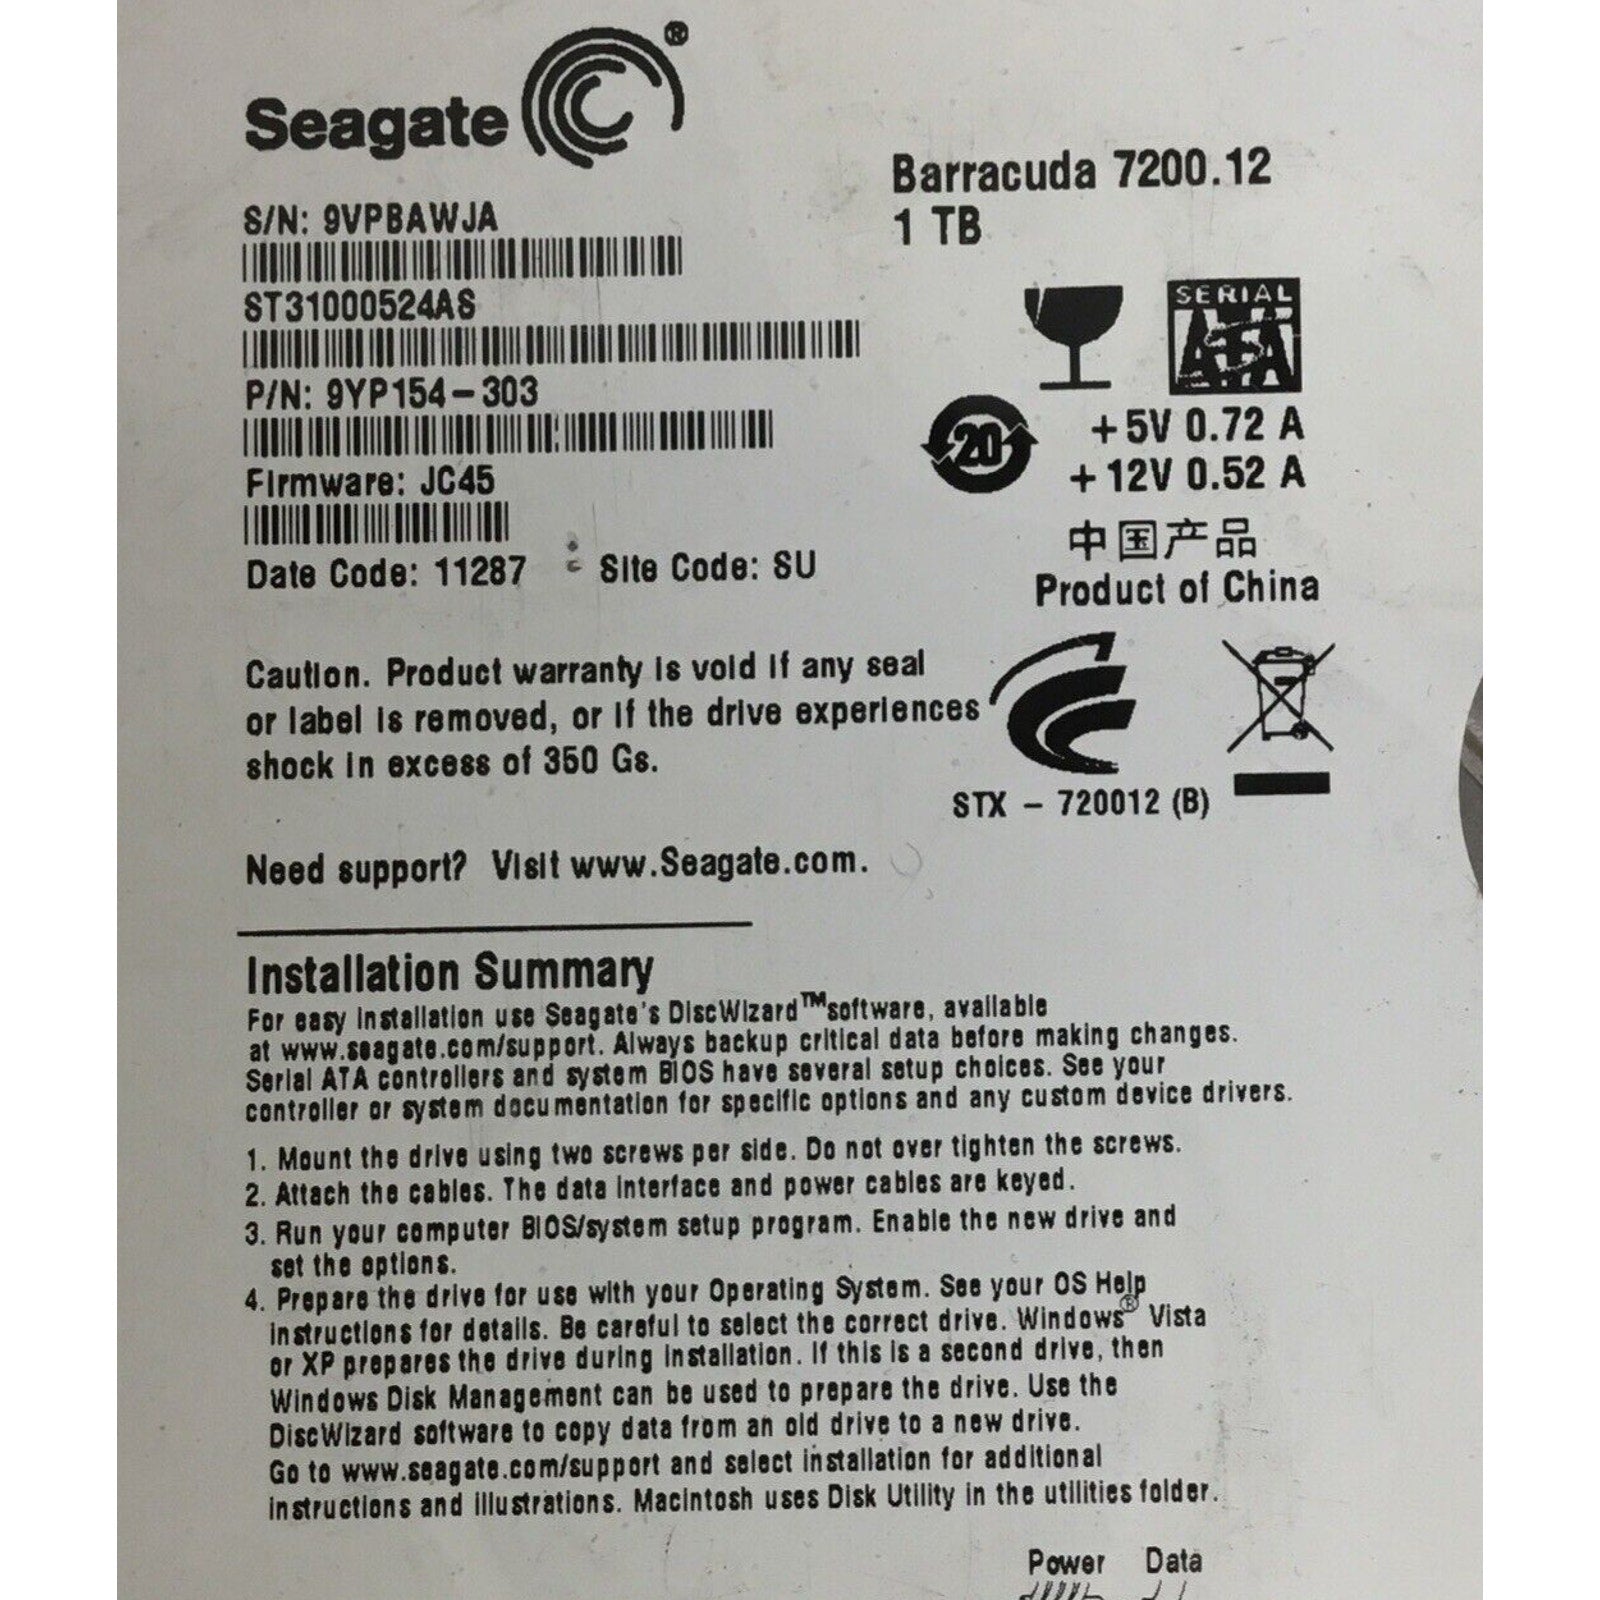 Seagate®
Barracuda 7200.12
1 TB
S/N: 9VPBAWJA
ST31000524AS
P/N: 9YP154-303
Firmware: JC45
Date Code: 11287 Site Code: SU
SERIAL
ATA
20
+5V 0.72 A
+12V 0.52 A
中国产品
Product of China
Caution. Product warranty is void if any seal
or label is removed, or if the drive experiences
shock in excess of 350 Gs.
STX - 720012 (B)
Need support? Visit www.Seagate.com.
Installation Summary
For easy installation use Seagate's DiscWizard™software, available
at www.seagate.com/support. Always backup critical data before making changes.
Serial ATA controllers and system BIOS have several setup choices. See your
controller or system documentation for specific options and any custom device drivers.
1. Mount the drive using two screws per side. Do not over tighten the screws.
2. Attach the cables. The data interface and power cables are keyed.
3. Run your computer BIOS/system setup program. Enable the new drive and
set the options.
4. Prepare the drive for use with your Operating System. See your OS Help
instructions for details. Be careful to select the correct drive. Windows® Vista
or XP prepares the drive during installation. If this is a second drive, then
Windows Disk Management can be used to prepare the drive. Use the
DiscWizard software to copy data from an old drive to a new drive.
Go to www.seagate.com/support and select installation for additional
instructions and illustrations. Macintosh uses Disk Utility in the utilities folder.
Power Data